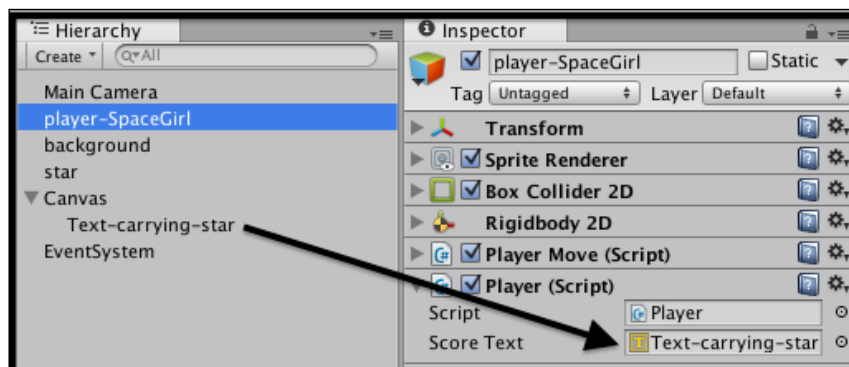 Hierarchy
Create
All
Main Camera
player-SpaceGirl
background
star
Canvas
Text-carrying-star
EventSystem
Inspector
player-SpaceGirl
Static
Tag Untagged Layer Default
Transform
Sprite Renderer
Box Collider 2D
Rigidbody 2D
Player Move (Script)
Player (Script)
Script Player
Score Text Text-carrying-star